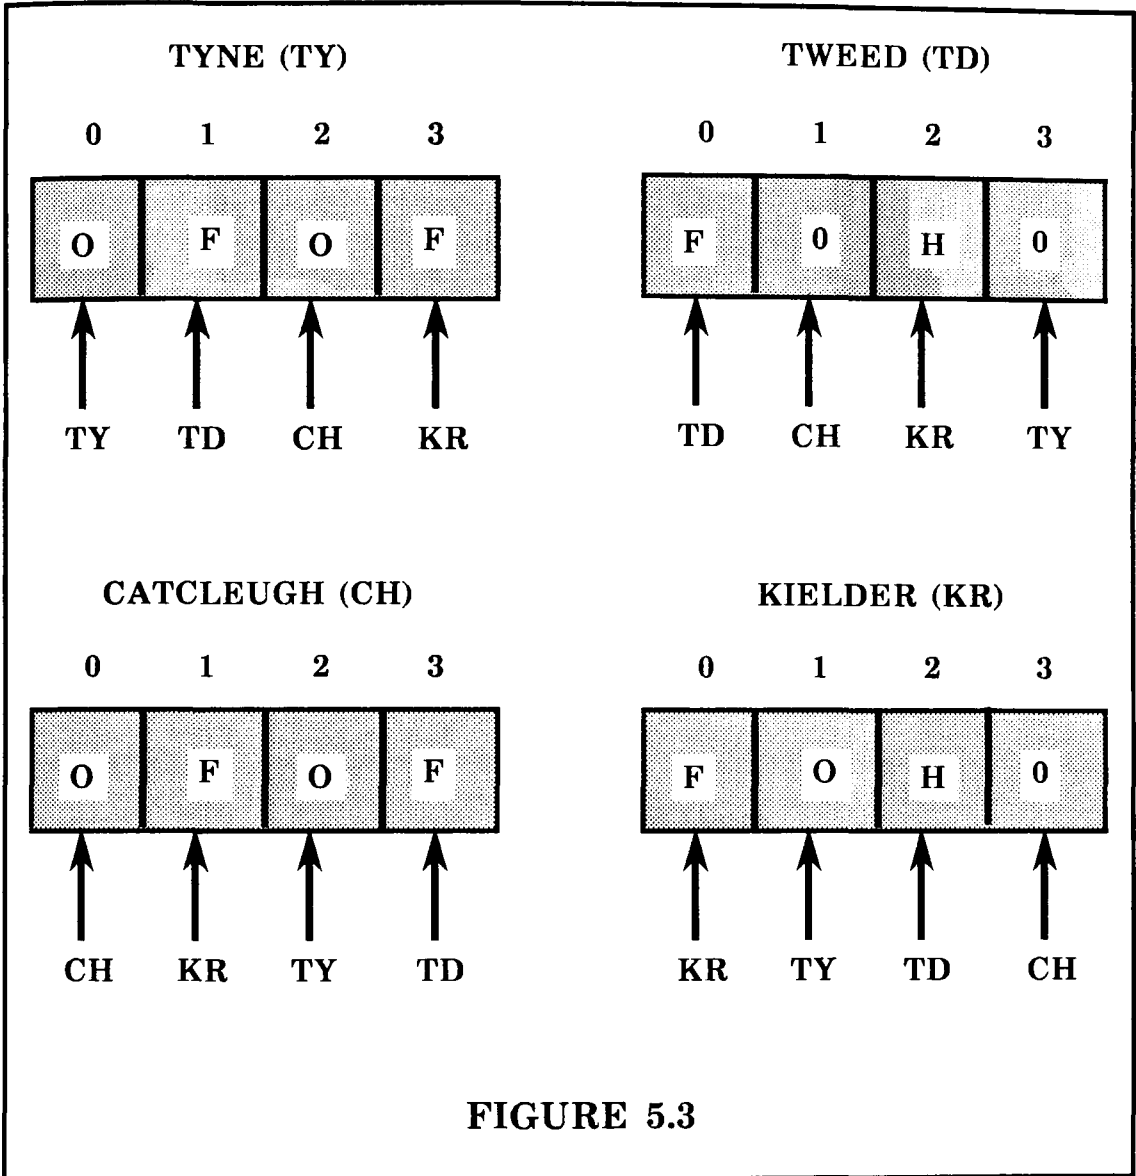 TYNE (TY)
0 1 2 3
O F O F
TY TD CH KR
TWEED (TD)
0 1 2 3
F 0 H 0
TD CH KR TY
CATCLEUGH (CH)
0 1 2 3
O F O F
CH KR TY TD
KIELDER (KR)
0 1 2 3
F O H 0
KR TY TD CH
FIGURE 5.3